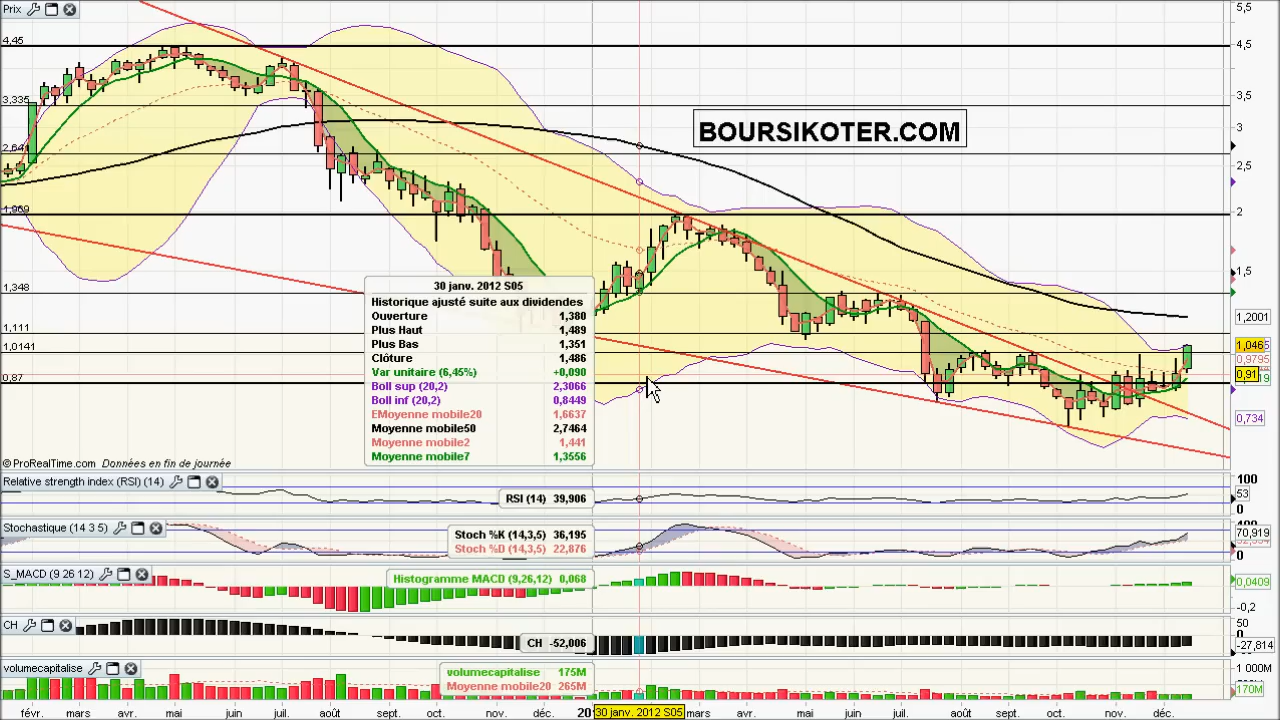 Prix
5,5
4,46
4,5
3,335
3,5
BOURSIKOTER.COM
3
2,641
2,5
1,969
2
1,5
30 janv. 2012 S05
Historique ajusté suite aux dividendes
Ouverture 1,380
Plus Haut 1,489
Plus Bas 1,351
Clôture 1,486
Var unitaire (6,45%) +0,090
Boll sup (20,2) 2,3066
Boll inf (20,2) 0,8449
EMoyenne mobile20 1,6637
Moyenne mobile50 2,7464
Moyenne mobile2 1,441
Moyenne mobile7 1,3556
1,348
1,2001
1,111
1,0141
1,046
0,9795
0,87
0,91
0,734
© ProRealTime.com Données en fin de journée
Relative strength index (RSI) (14)
100
RSI (14) 39,906
53
0
Stochastique (14 3 5)
100
Stoch %K (14,3,5) 36,195
70,919
Stoch %D (14,3,5) 22,876
0
S_MACD (9 26 12)
Histogramme MACD (9,26,12) 0,068
0,0409
-0,2
CH
50
0
CH -52,006
-27,814
volumecapitalise
1 000M
volumecapitalise 175M
Moyenne mobile20 265M
170M
févr. mars avr. mai juin juil. août sept. oct. nov. déc. 30 janv. 2012 S05 mars avr. mai juin juil. août sept. oct. nov. déc.